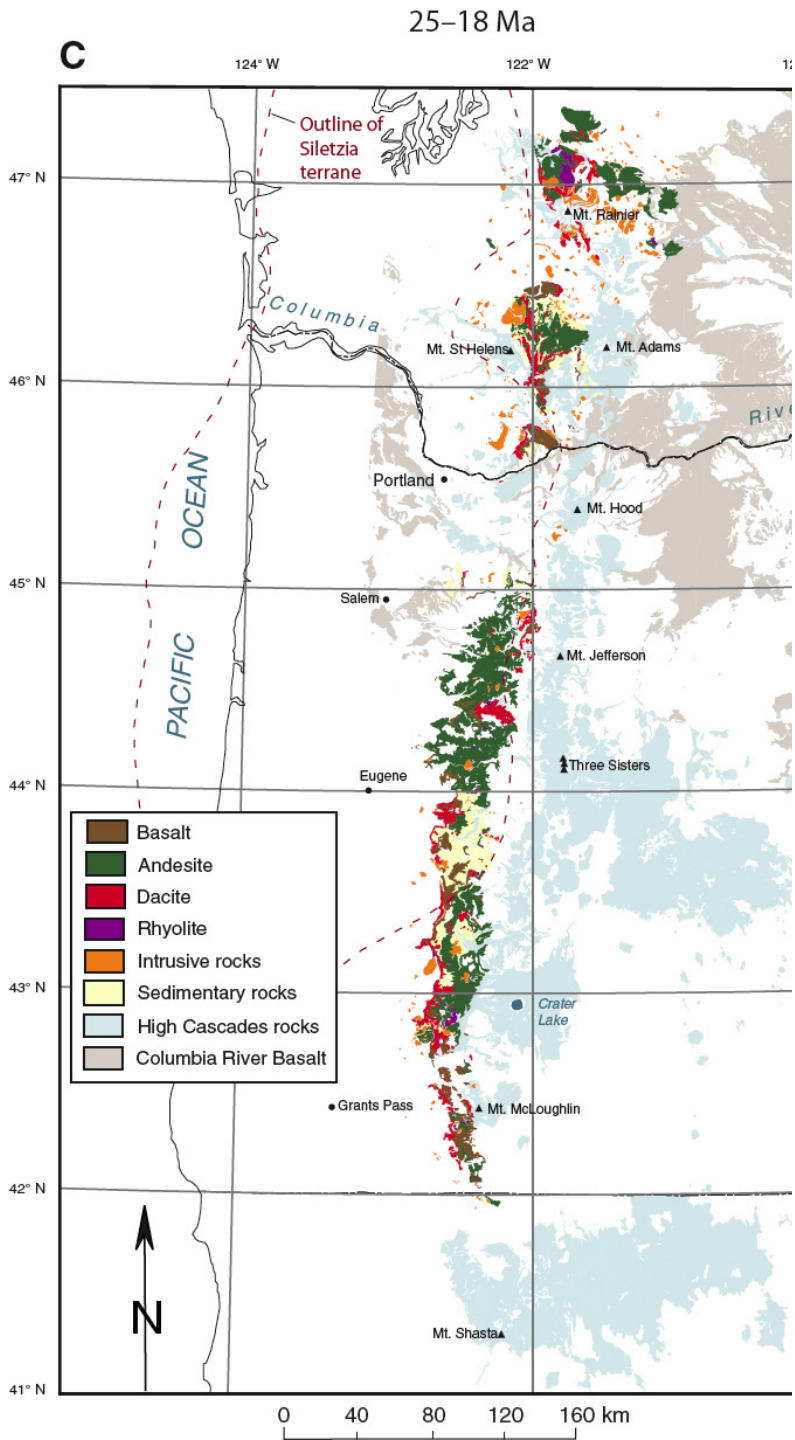 25–18 Ma
C
124° W
122° W
12
Outline of
Siletzia
terrane
47° N
Mt. Rainier
Columbia
Mt. St Helens
Mt. Adams
46° N
Rive
OCEAN
Portland
Mt. Hood
45° N
Salem
PACIFIC
Mt. Jefferson
Three Sisters
Eugene
44° N
Basalt
Andesite
Dacite
Rhyolite
Intrusive rocks
Sedimentary rocks
High Cascades rocks
Columbia River Basalt
43° N
Crater
Lake
Grants Pass
Mt. McLoughlin
42° N
N
Mt. Shasta
41° N
0 40 80 120 160 km